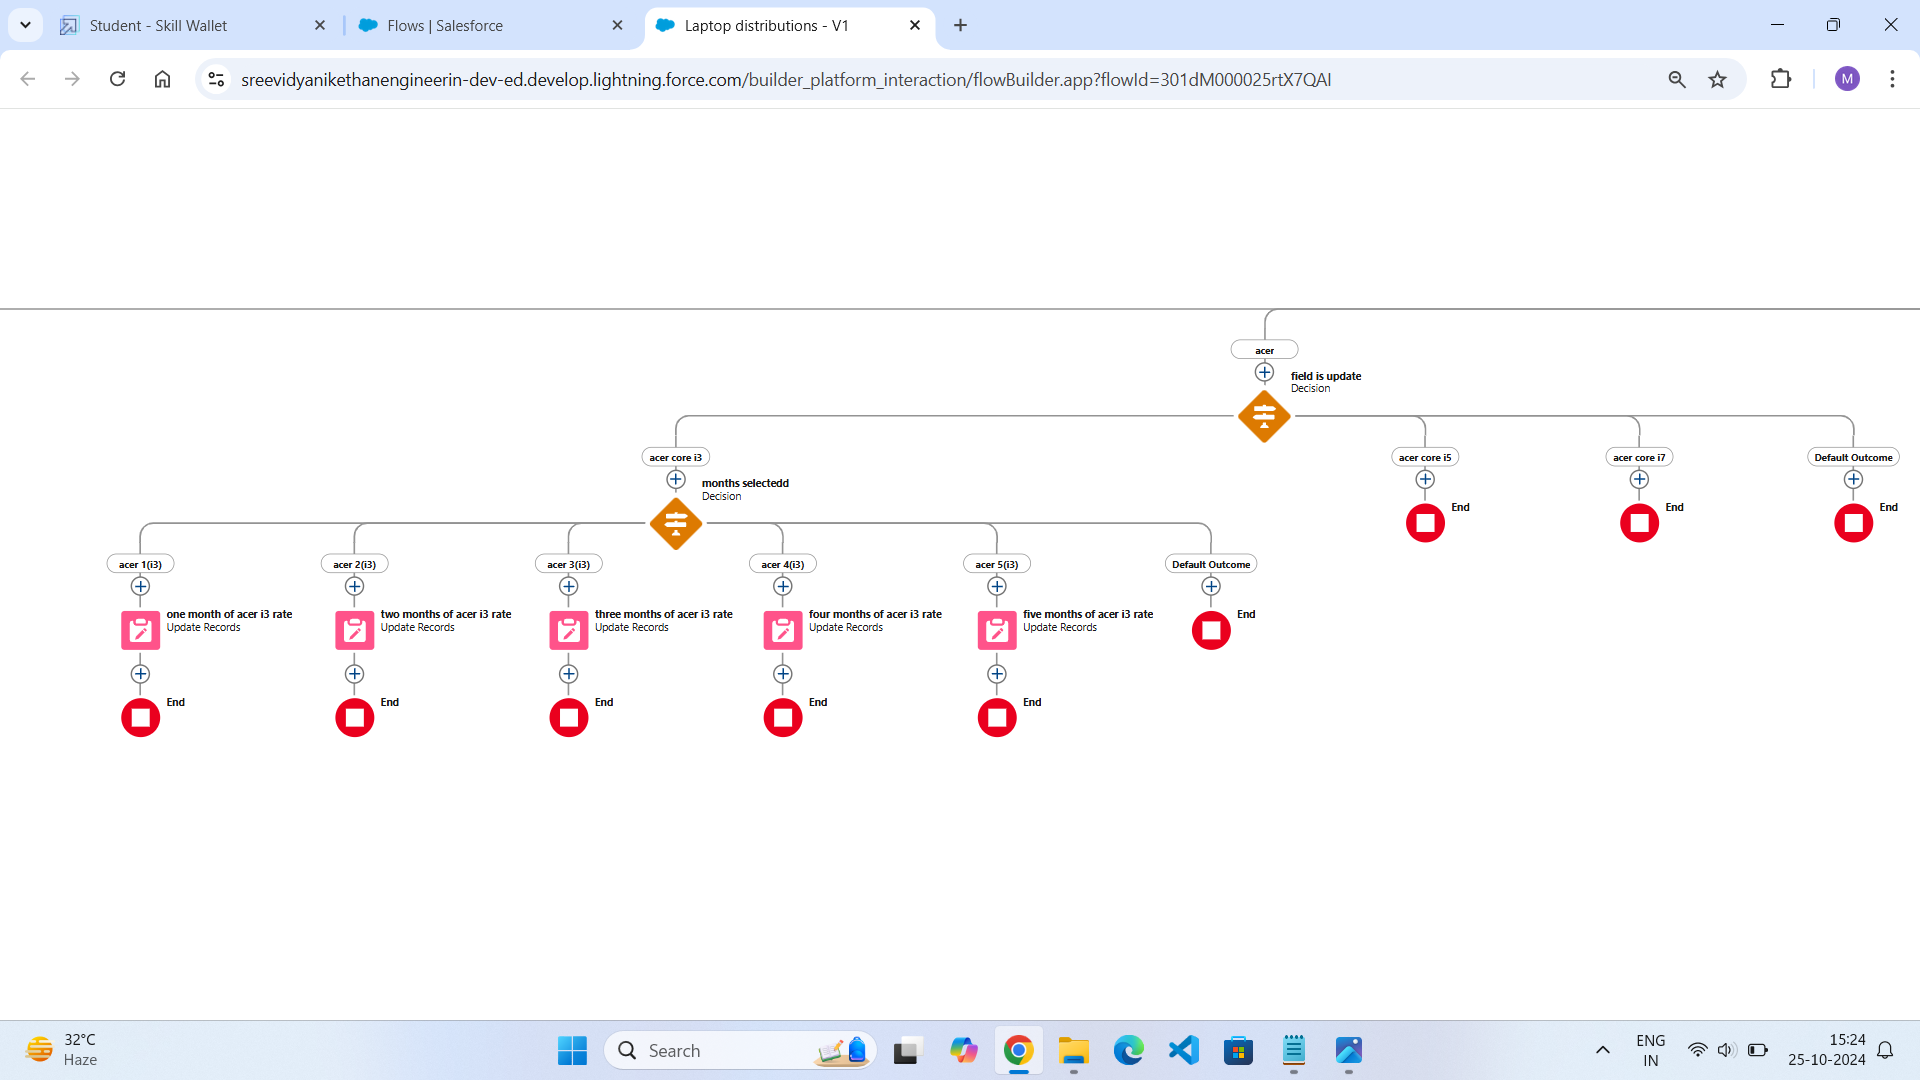 Student - Skill Wallet
Flows | Salesforce
Laptop distributions - V1
sreevidyanikethanengineerin-dev-ed.develop.lightning.force.com/builder_platform_interaction/flowBuilder.app?flowId=301dM000025rtX7QAI
M
acer
field is update
Decision
acer core i3
acer core i5
acer core i7
Default Outcome
months selectedd
Decision
End
End
End
acer 1(i3)
acer 2(i3)
acer 3(i3)
acer 4(i3)
acer 5(i3)
Default Outcome
one month of acer i3 rate
Update Records
two months of acer i3 rate
Update Records
three months of acer i3 rate
Update Records
four months of acer i3 rate
Update Records
five months of acer i3 rate
Update Records
End
End
End
End
End
End
32°C
Haze
Search
ENG
IN
15:24
25-10-2024